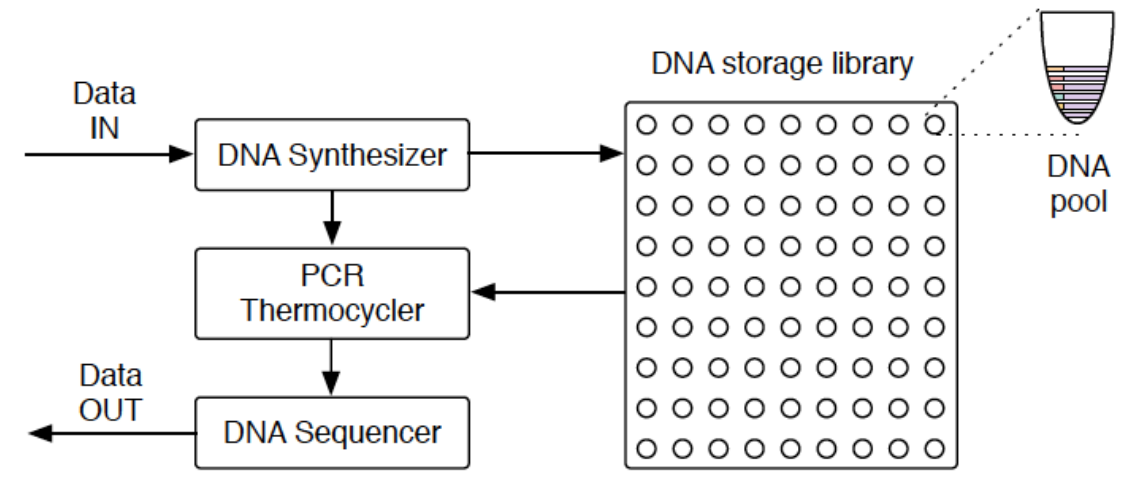 DNA storage library
Data
IN
DNA Synthesizer
DNA
pool
PCR
Thermocycler
Data
OUT
DNA Sequencer